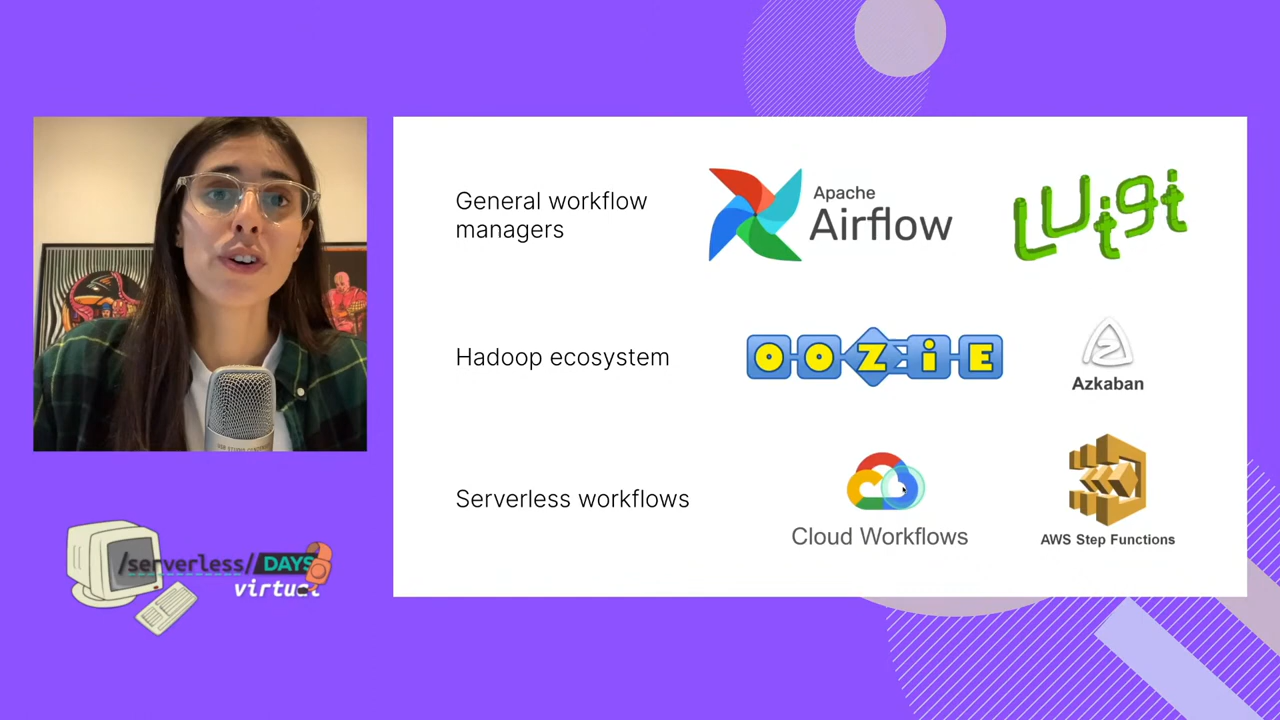 General workflow
managers
Apache
Airflow
Luigi
Hadoop ecosystem
OOZiE
Azkaban
Serverless workflows
Cloud Workflows
AWS Step Functions
/serverless/DAYS
virtual